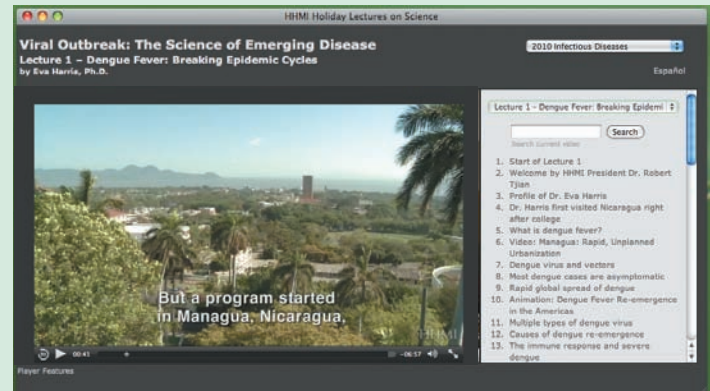 HHMI Holiday Lectures on Science
Viral Outbreak: The Science of Emerging Disease
Lecture 1 – Dengue Fever: Breaking Epidemic Cycles
by Eva Harris, Ph.D.
2010 Infectious Diseases
Español
Lecture 1 - Dengue Fever: Breaking Epidemi
Search
Search current video
1. Start of Lecture 1
2. Welcome by HHMI President Dr. Robert
Tjian
3. Profile of Dr. Eva Harris
4. Dr. Harris first visited Nicaragua right
after college
5. What is dengue fever?
6. Video: Managua: Rapid, Unplanned
Urbanization
7. Dengue virus and vectors
8. Most dengue cases are asymptomatic
9. Rapid global spread of dengue
10. Animation: Dengue Fever Re-emergence
in the Americas
11. Multiple types of dengue virus
12. Causes of dengue re-emergence
13. The immune response and severe
dengue
But a program started
in Managua, Nicaragua,
HHMI
00:41
-06:57
Player Features